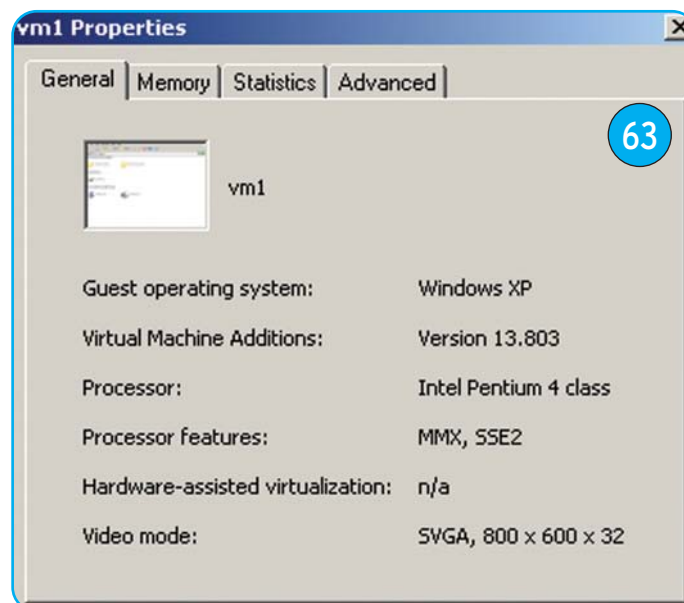 vm1 Properties
General Memory Statistics Advanced
63
vm1
Guest operating system: Windows XP
Virtual Machine Additions: Version 13.803
Processor: Intel Pentium 4 class
Processor features: MMX, SSE2
Hardware-assisted virtualization: n/a
Video mode: SVGA, 800 x 600 x 32